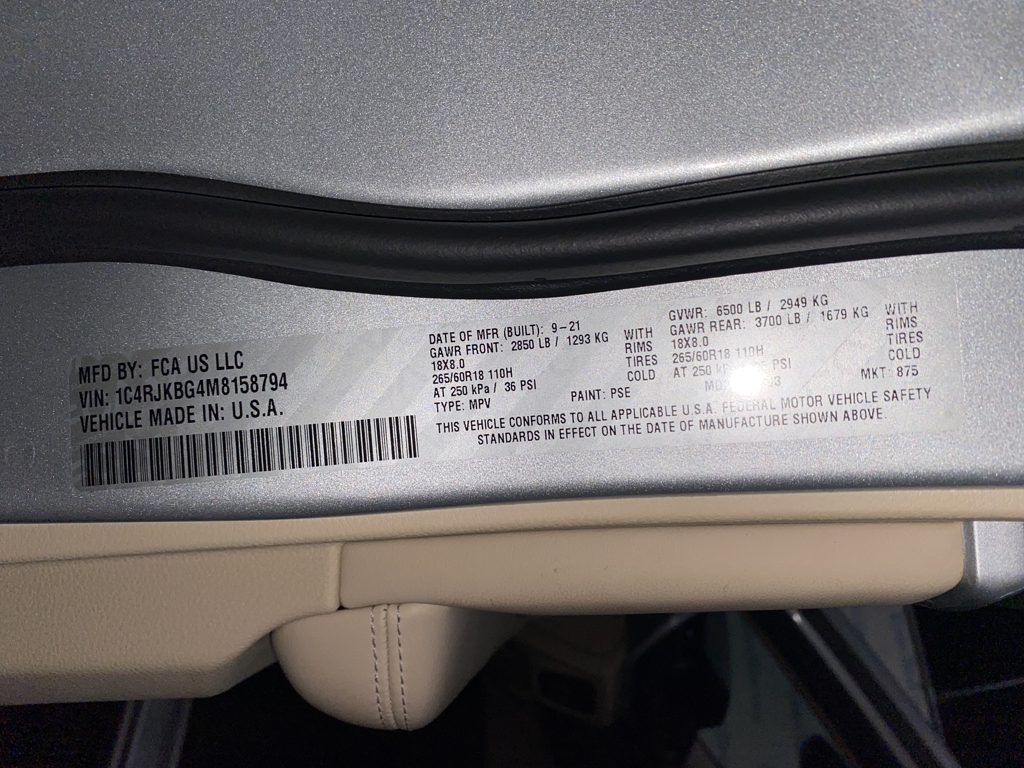 MFD BY: FCA US LLC
VIN: 1C4RJKBG4M8158794
VEHICLE MADE IN: U.S.A.
DATE OF MFR (BUILT): 9-21
GAWR FRONT: 2850 LB / 1293 KG WITH
18X8.0 RIMS
265/60R18 110H TIRES
AT 250 kPa / 36 PSI COLD
TYPE: MPV PAINT: PSE
GVWR: 6500 LB / 2949 KG
GAWR REAR: 3700 LB / 1679 KG WITH
18X8.0 RIMS
265/60R18 110H TIRES
AT 250 PSI COLD
MKT: 875
THIS VEHICLE CONFORMS TO ALL APPLICABLE U.S.A. FEDERAL MOTOR VEHICLE SAFETY
STANDARDS IN EFFECT ON THE DATE OF MANUFACTURE SHOWN ABOVE.